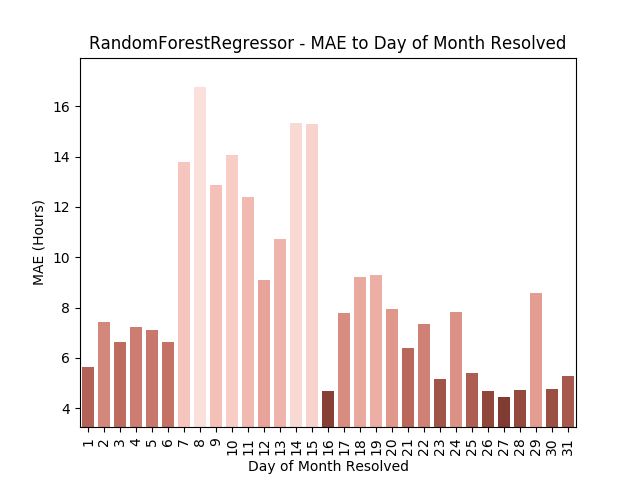 RandomForestRegressor - MAE to Day of Month Resolved
MAE (Hours)
16
14
12
10
8
6
4
1 2 3 4 5 6 7 8 9 10 11 12 13 14 15 16 17 18 19 20 21 22 23 24 25 26 27 28 29 30 31
Day of Month Resolved